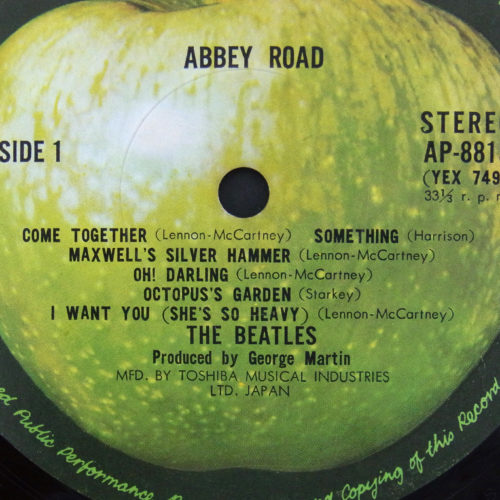 ABBEY ROAD
SIDE 1
STEREO
AP-881
(YEX 749
33⅓ r. p. m
COME TOGETHER (Lennon-McCartney) SOMETHING (Harrison)
MAXWELL'S SILVER HAMMER (Lennon-McCartney)
OH! DARLING (Lennon-McCartney)
OCTOPUS'S GARDEN (Starkey)
I WANT YOU (SHE'S SO HEAVY) (Lennon-McCartney)
THE BEATLES
Produced by George Martin
MFD. BY TOSHIBA MUSICAL INDUSTRIES
LTD. JAPAN
ed Public Performance
Copying of this Record